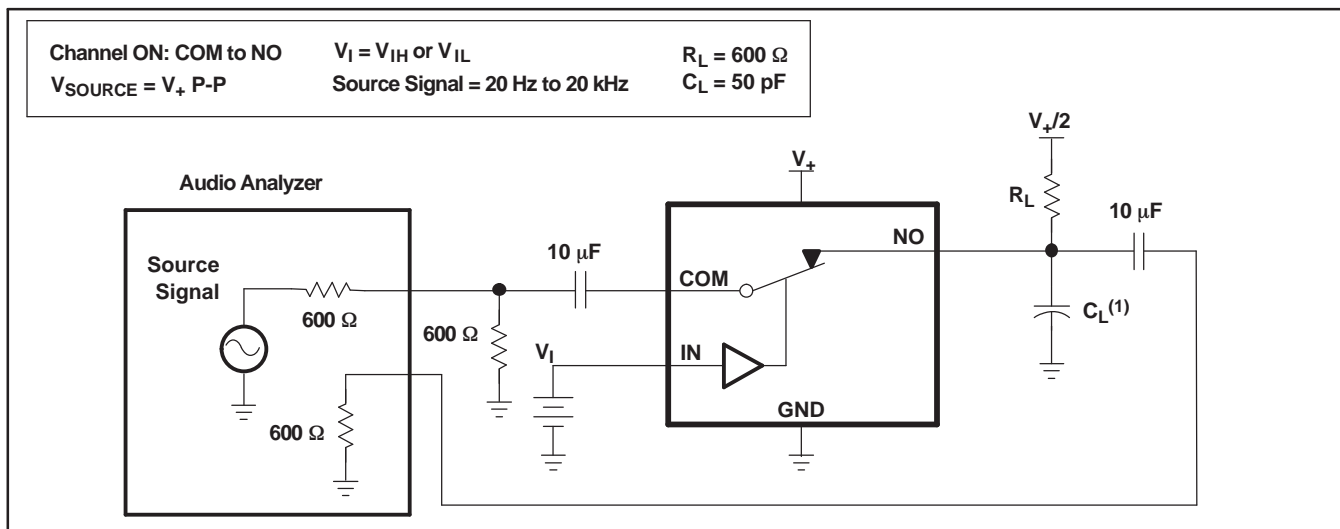 Channel ON: COM to NO
V_I = V_IH or V_IL
R_L = 600 Ω
V_SOURCE = V_+ P-P
Source Signal = 20 Hz to 20 kHz
C_L = 50 pF
V_+/2
V_+
Audio Analyzer
R_L
10 μF
NO
10 μF
Source
Signal
COM
600 Ω
600 Ω
C_L(1)
V_I
IN
GND
600 Ω